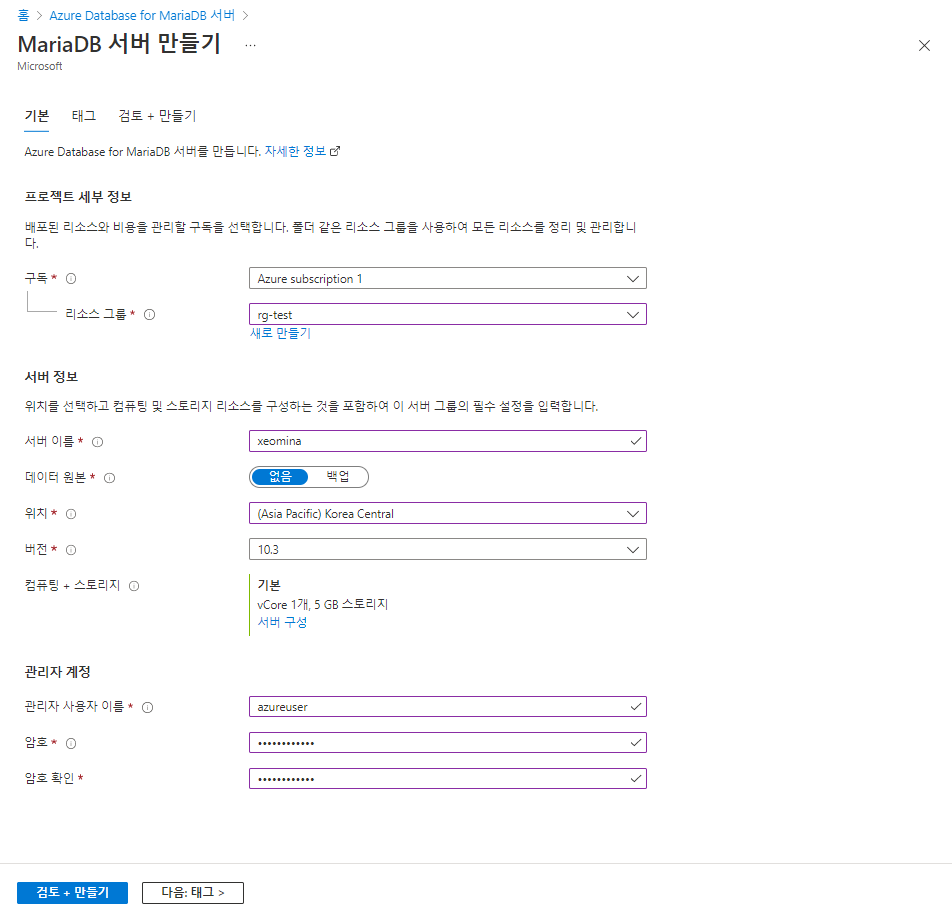 홈 > Azure Database for MariaDB 서버 >
MariaDB 서버 만들기 ...
Microsoft
기본 태그 검토 + 만들기
Azure Database for MariaDB 서버를 만듭니다. 자세한 정보
프로젝트 세부 정보
배포된 리소스와 비용을 관리할 구독을 선택합니다. 폴더 같은 리소스 그룹을 사용하여 모든 리소스를 정리 및 관리합니
다.
구독 * Azure subscription 1
리소스 그룹 * rg-test
새로 만들기
서버 정보
위치를 선택하고 컴퓨팅 및 스토리지 리소스를 구성하는 것을 포함하여 이 서버 그룹의 필수 설정을 입력합니다.
서버 이름 * xeomina
데이터 원본 * 없음 백업
위치 * (Asia Pacific) Korea Central
버전 * 10.3
컴퓨팅 + 스토리지 기본
vCore 1개, 5 GB 스토리지
서버 구성
관리자 계정
관리자 사용자 이름 * azureuser
암호 * ••••••••••••
암호 확인 * ••••••••••••
검토 + 만들기 다음: 태그 >